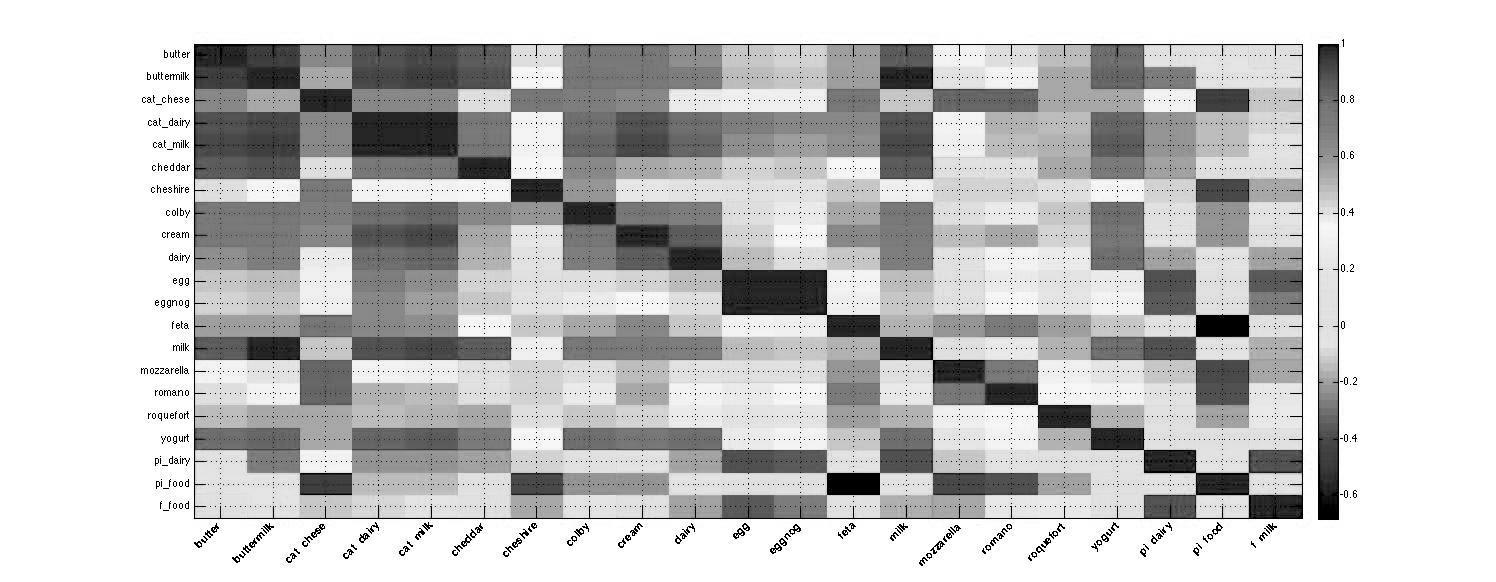 butter
buttermilk
cat_chese
cat_dairy
cat_milk
cheddar
cheshire
colby
cream
dairy
egg
eggnog
feta
milk
mozzarella
romano
roquefort
yogurt
pi_dairy
pi_food
f_food
butter
buttermilk
cat chese
cat dairy
cat milk
cheddar
cheshire
colby
cream
dairy
egg
eggnog
feta
milk
mozzarella
romano
roquefort
yogurt
pi dairy
pi food
f milk
1
0.8
0.6
0.4
0.2
0
-0.2
-0.4
-0.6